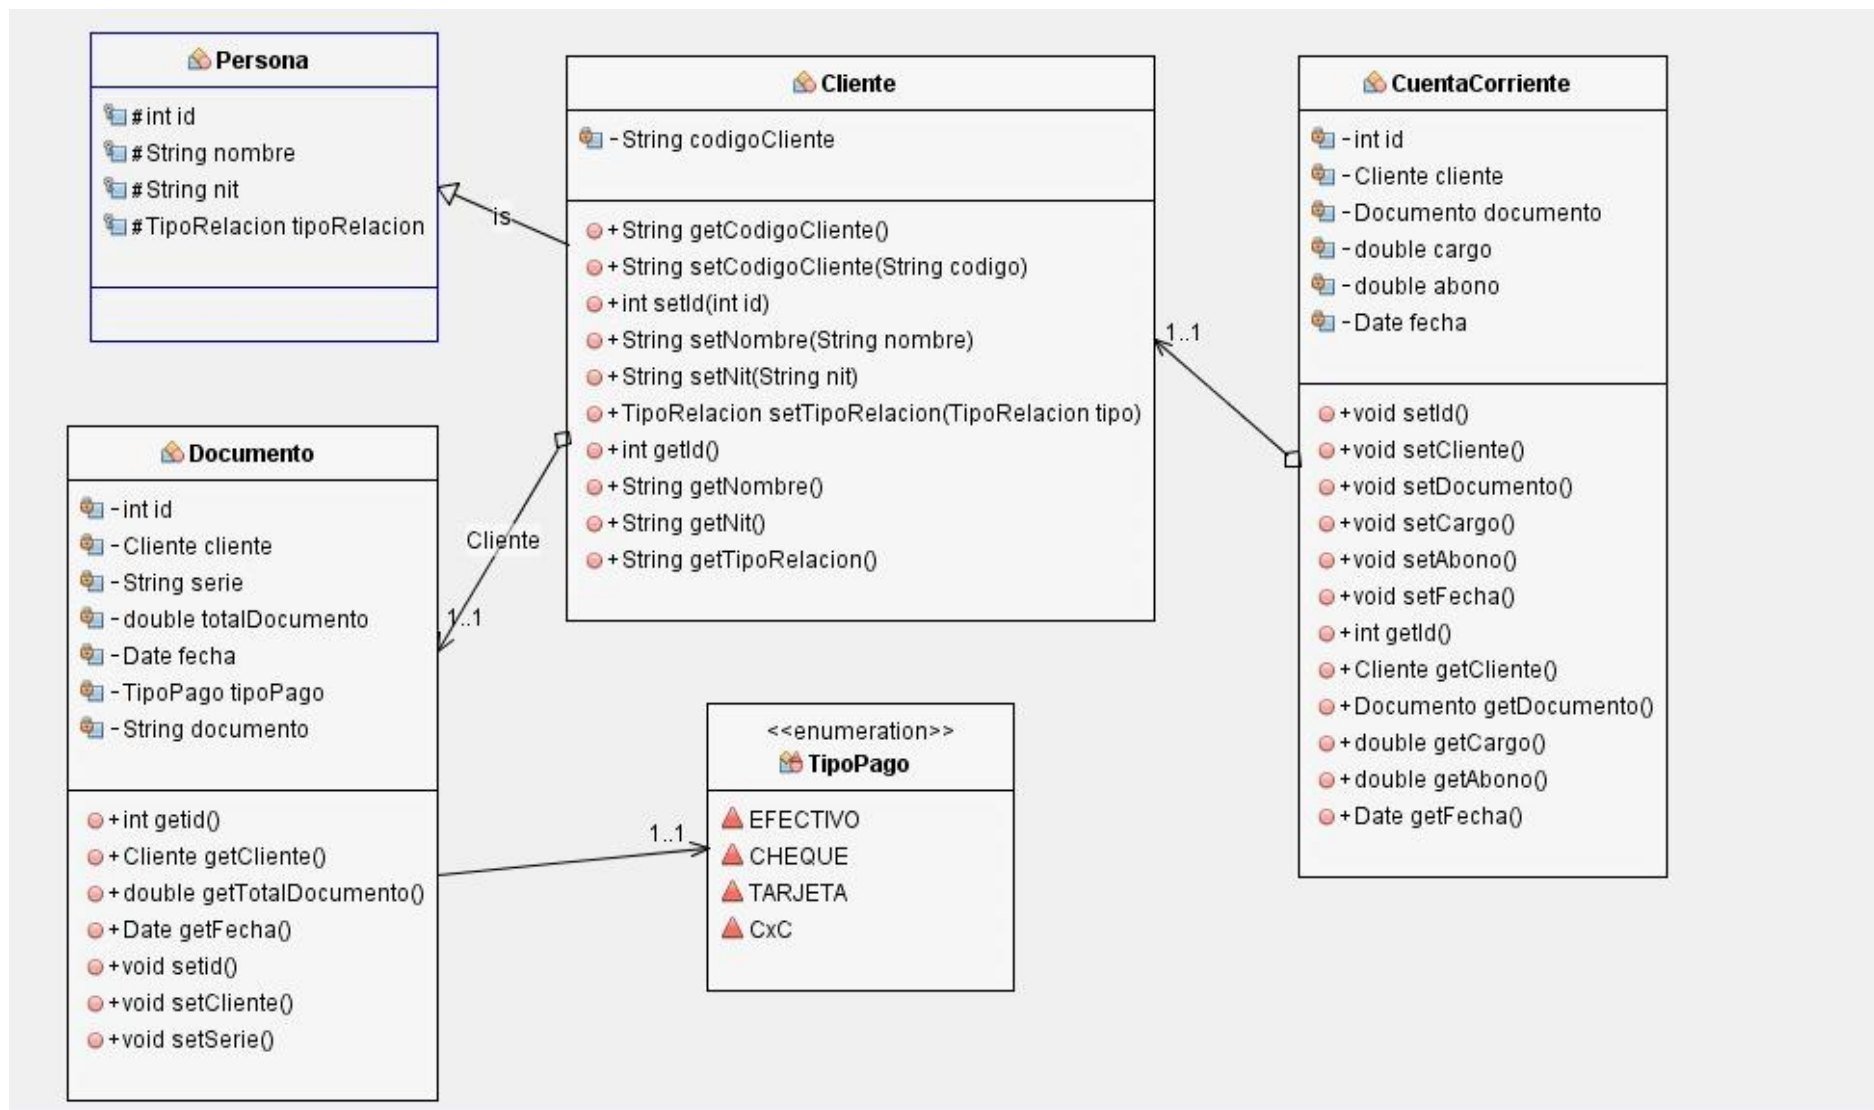 Persona
#int id
#String nombre
#String nit
#TipoRelacion tipoRelacion
is
Cliente
-String codigoCliente
+String getCodigoCliente()
+String setCodigoCliente(String codigo)
+int setId(int id)
+String setNombre(String nombre)
+String setNit(String nit)
+TipoRelacion setTipoRelacion(TipoRelacion tipo)
+int getId()
+String getNombre()
+String getNit()
+String getTipoRelacion()
1..1
CuentaCorriente
-int id
-Cliente cliente
-Documento documento
-double cargo
-double abono
-Date fecha
+void setId()
+void setCliente()
+void setDocumento()
+void setCargo()
+void setAbono()
+void setFecha()
+int getId()
+Cliente getCliente()
+Documento getDocumento()
+double getCargo()
+double getAbono()
+Date getFecha()
Cliente
1..1
Documento
-int id
-Cliente cliente
-String serie
-double totalDocumento
-Date fecha
-TipoPago tipoPago
-String documento
+int getid()
+Cliente getCliente()
+double getTotalDocumento()
+Date getFecha()
+void setid()
+void setCliente()
+void setSerie()
1..1
<<enumeration>>
TipoPago
EFECTIVO
CHEQUE
TARJETA
CxC